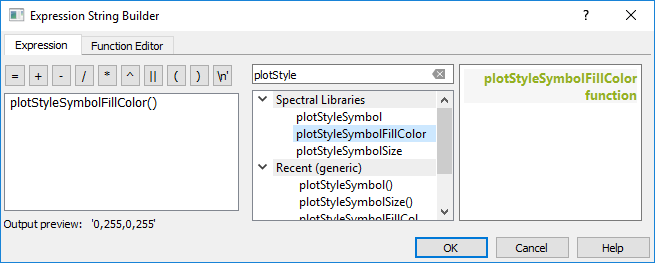 Expression String Builder
Expression
Function Editor
= + - / * ^ || ( ) '\n'
plotStyle
plotStyleSymbolFillColor()
Spectral Libraries
plotStyleSymbol
plotStyleSymbolFillColor
plotStyleSymbolSize
Recent (generic)
plotStyleSymbol()
plotStyleSymbolSize()
plotStyleSymbolFillCol
plotStyleSymbolFillColor
function
Output preview: '0,255,0,255'
OK
Cancel
Help